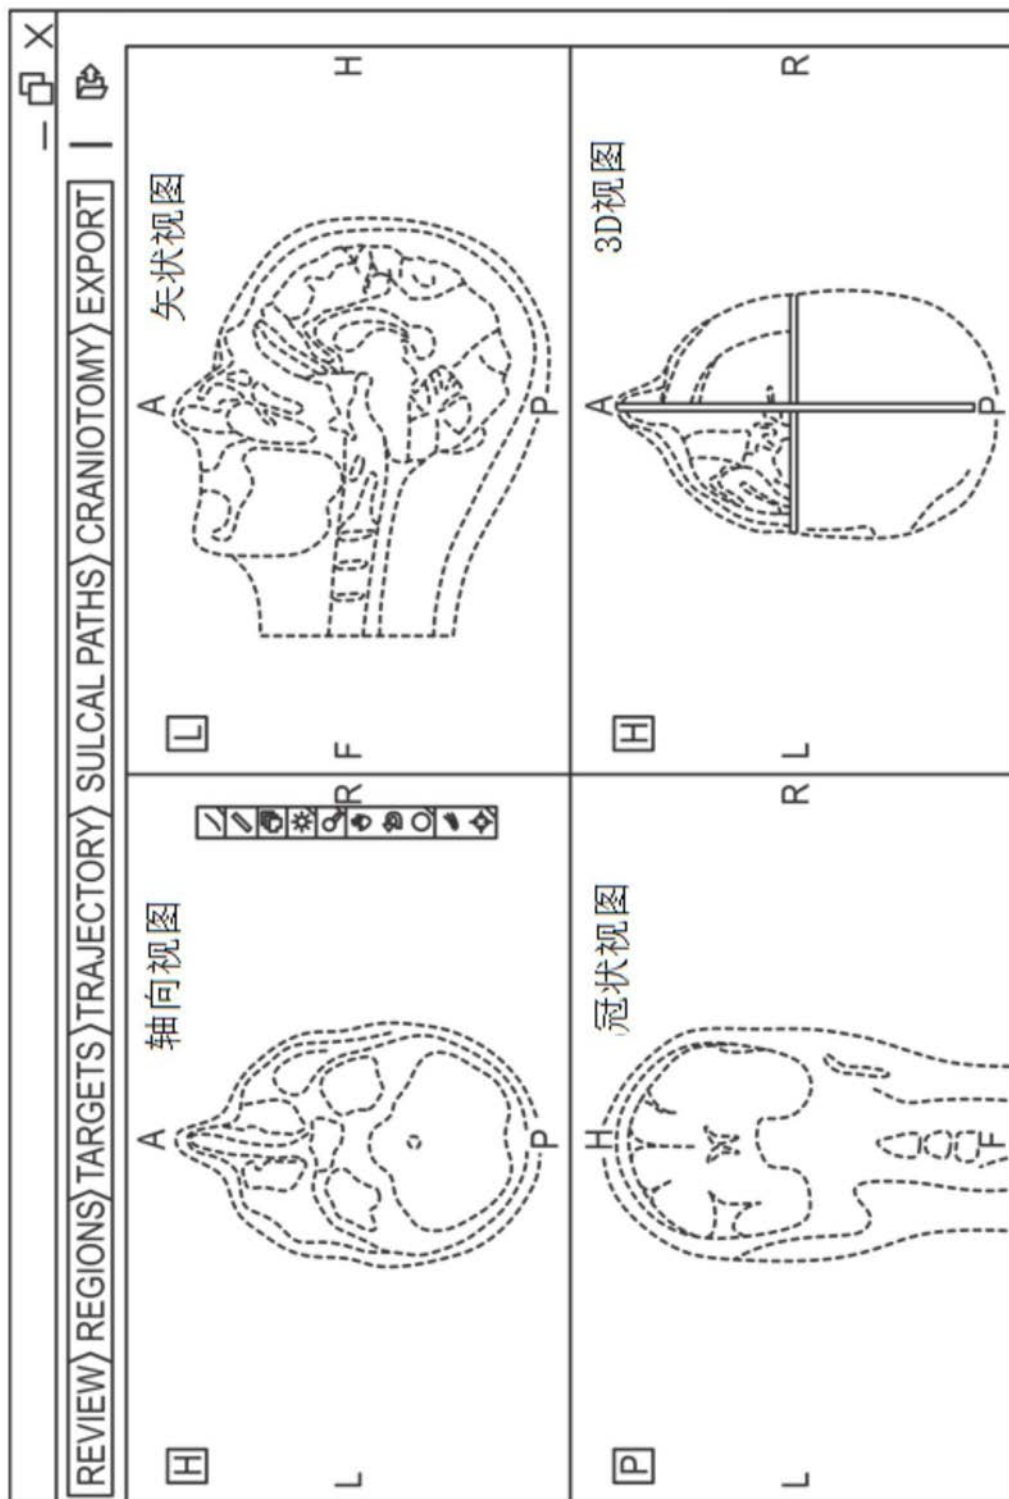 REVIEW
REGIONS
TARGETS
TRAJECTORY
SULCAL PATHS
CRANIOTOMY
EXPORT
H
轴向视图
A
L
R
P
L
矢状视图
A
F
H
P
P
冠状视图
H
L
R
F
H
3D视图
A
L
R
P